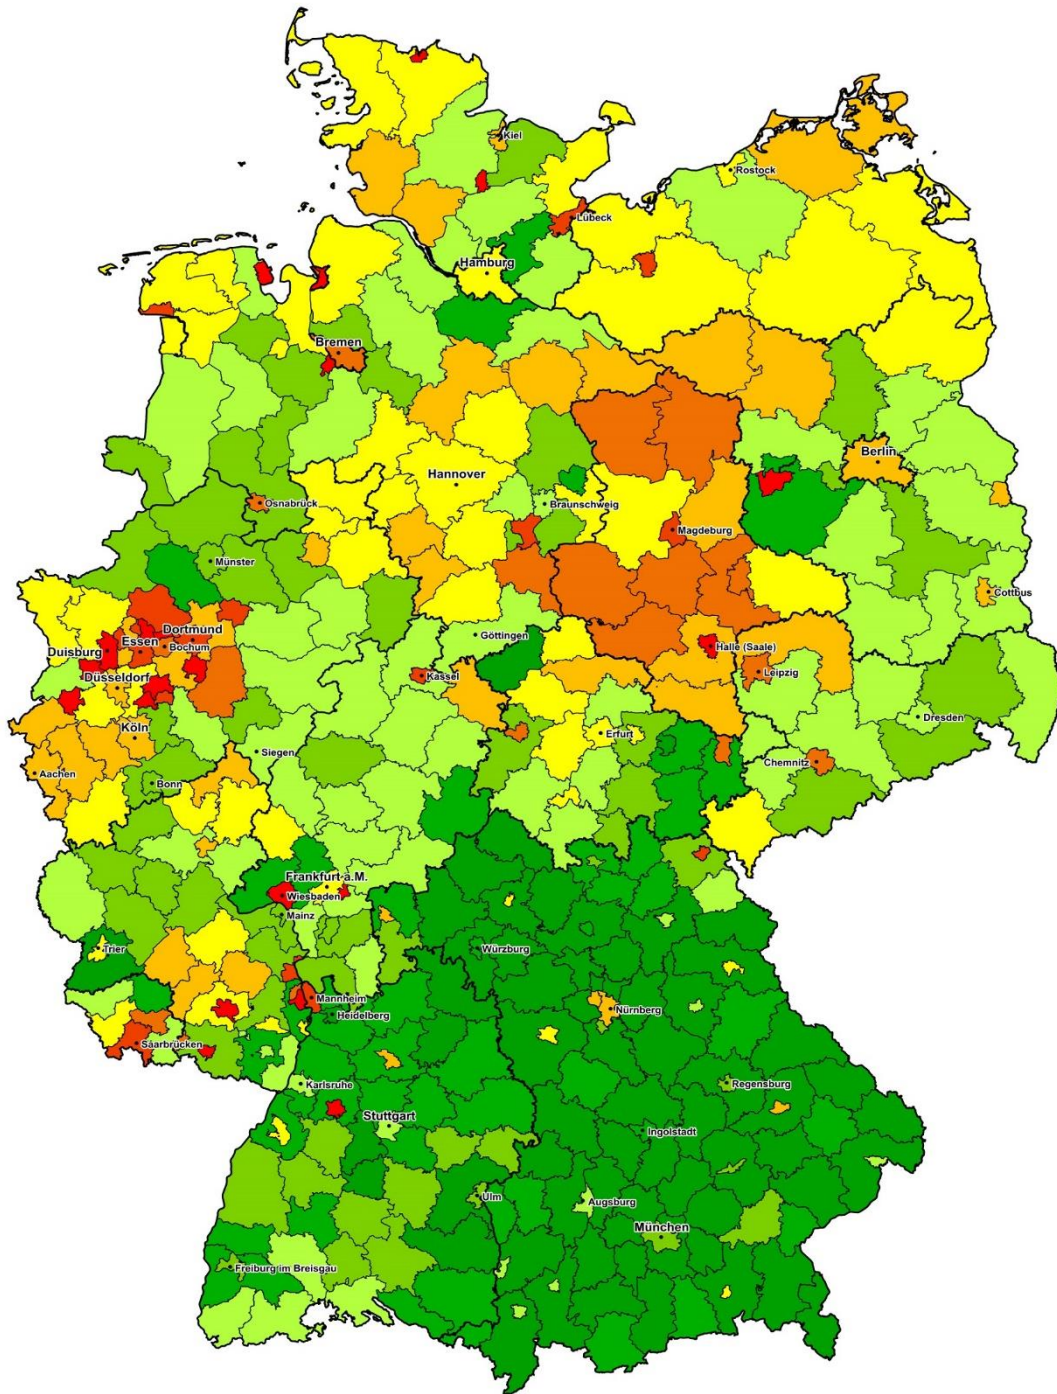 Kiel
Rostock
Lübeck
Hamburg
Bremen
Berlin
Hannover
Osnabrück
Braunschweig
Magdeburg
Münster
Cottbus
Dortmund
Essen
Duisburg
Bochum
Göttingen
Halle (Saale)
Düsseldorf
Kassel
Leipzig
Dresden
Köln
Erfurt
Siegen
Chemnitz
Aachen
Bonn
Frankfurt a.M.
Wiesbaden
Mainz
Trier
Würzburg
Mannheim
Nürnberg
Heidelberg
Saarbrücken
Karlsruhe
Regensburg
Stuttgart
Ingolstadt
Ulm
Augsburg
München
Freiburg im Breisgau